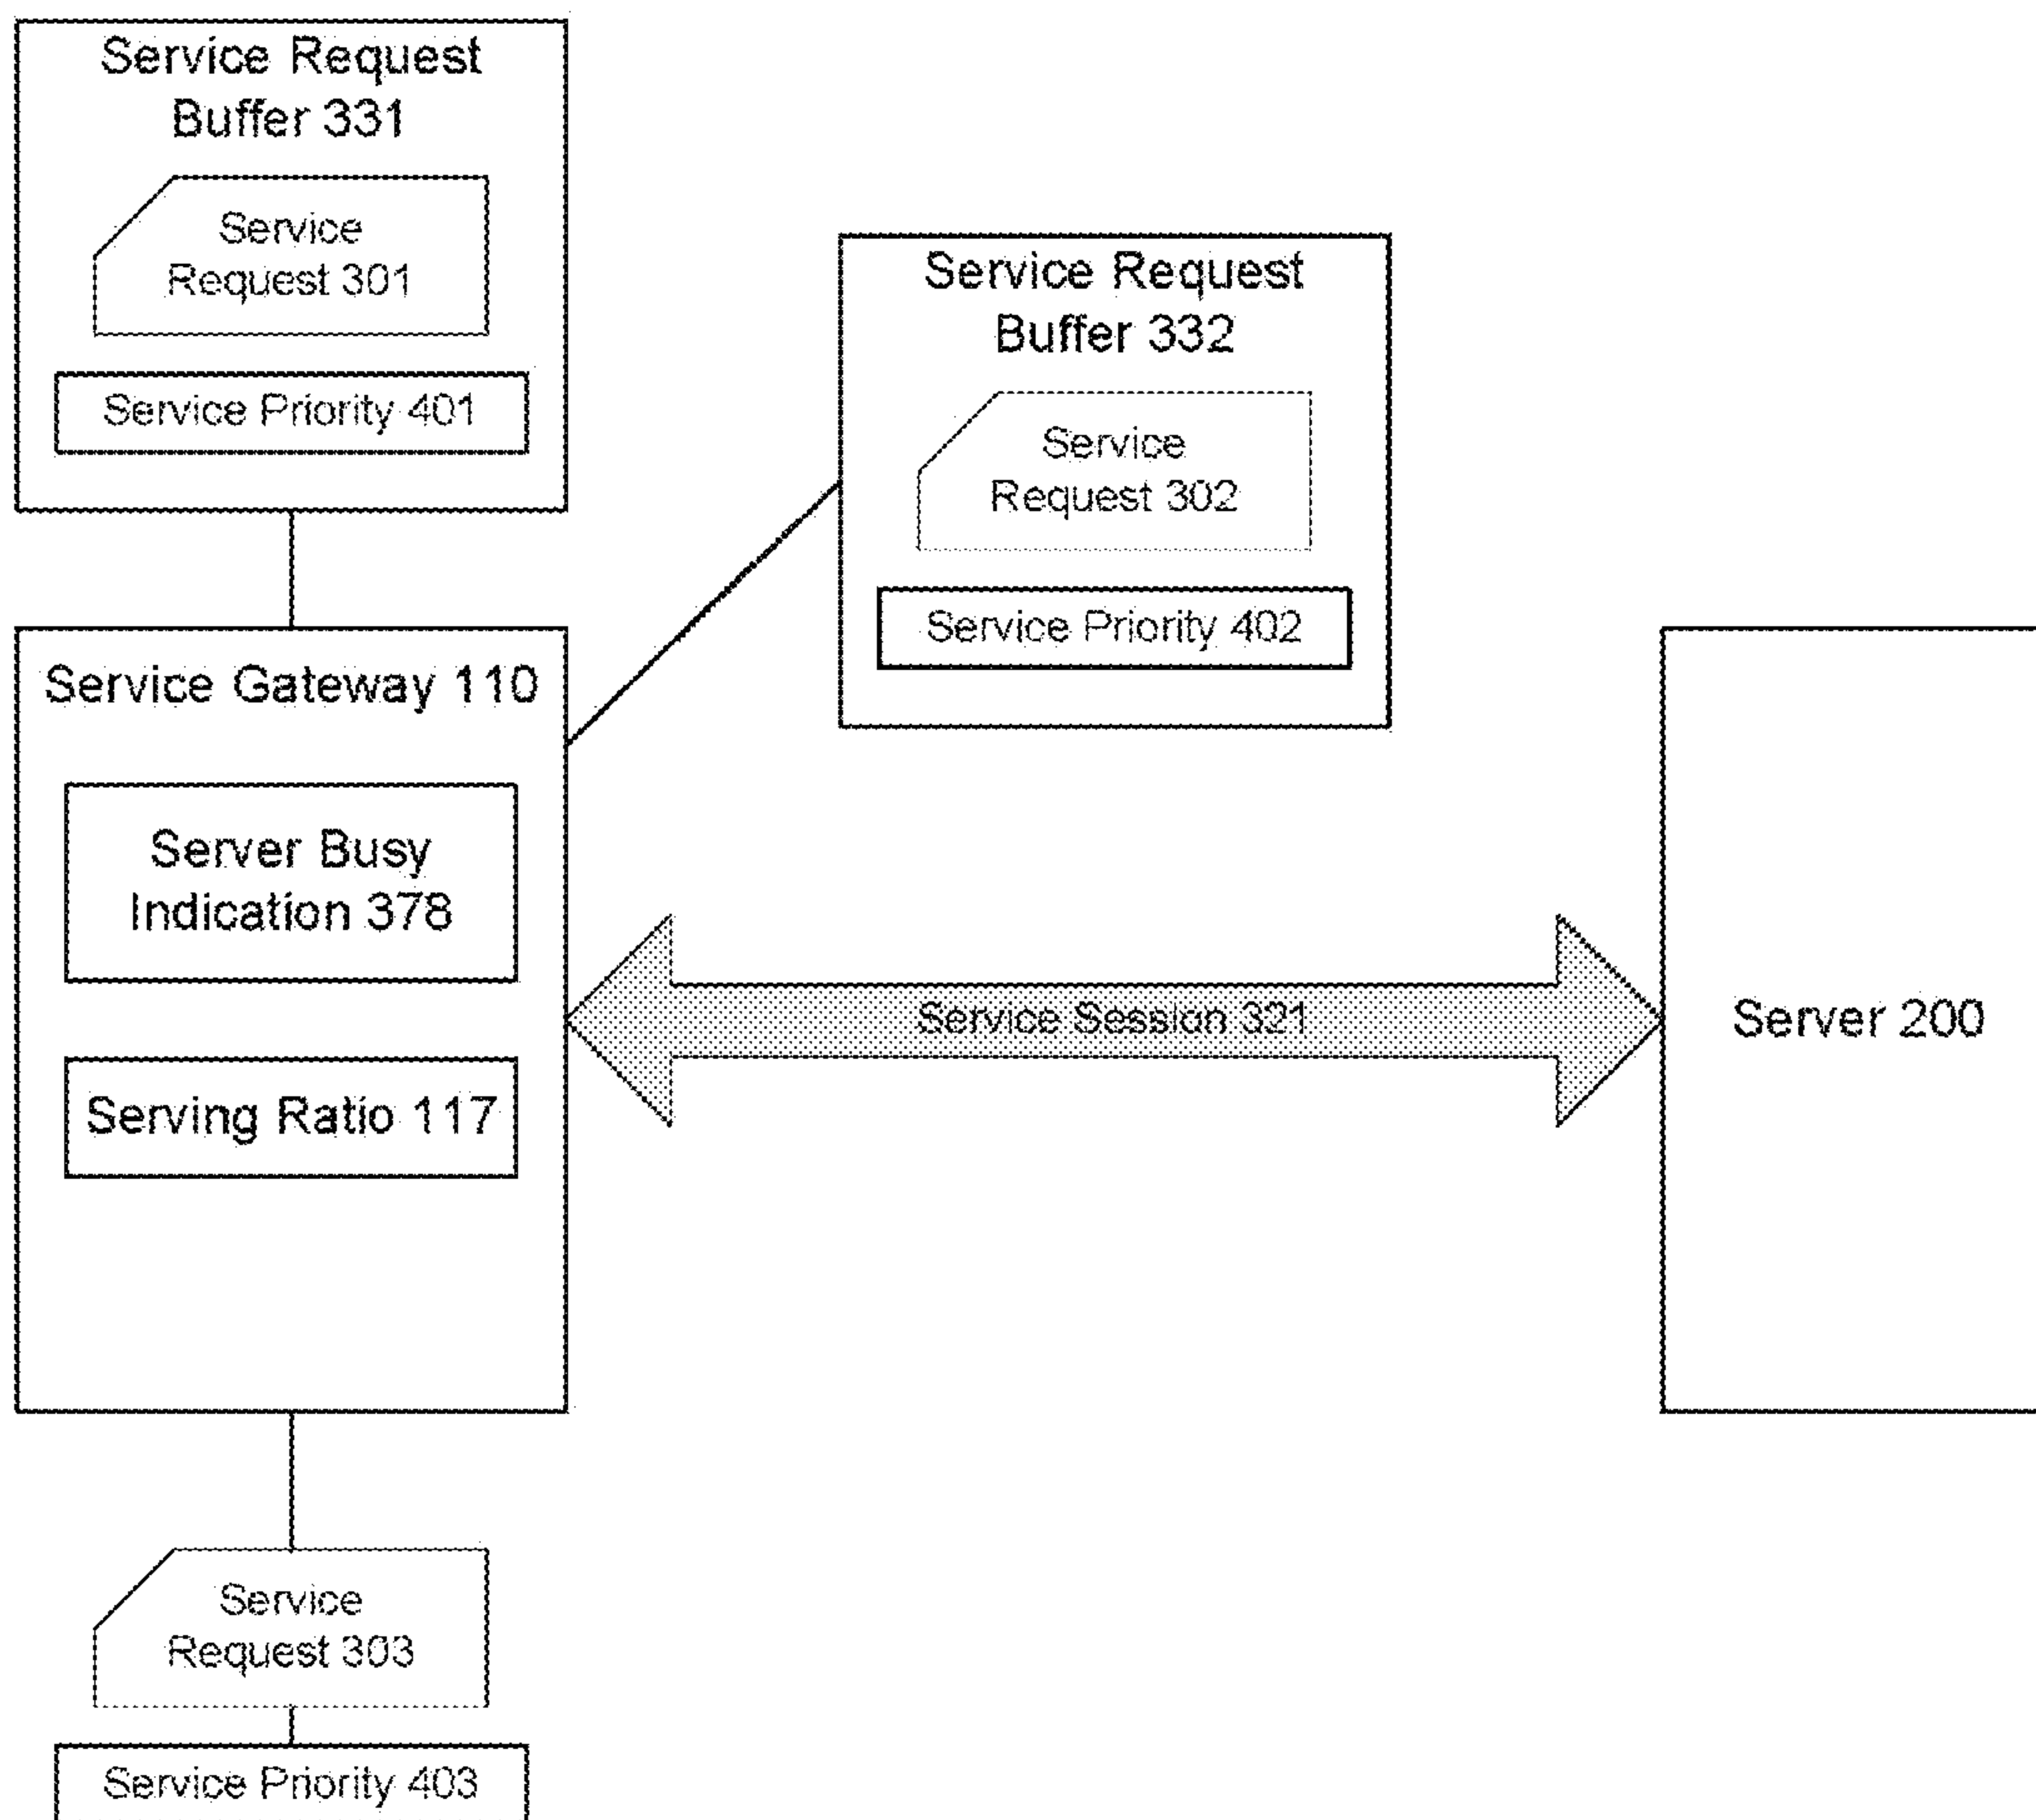 Service Request
Buffer 331
Service
Request 301
Service Priority 401
Service Request
Buffer 332
Service
Request 302
Service Priority 402
Service Gateway 110
Server Busy
Indication 378
Serving Ratio 117
Service Session 321
Server 200
Service
Request 303
Service Priority 403